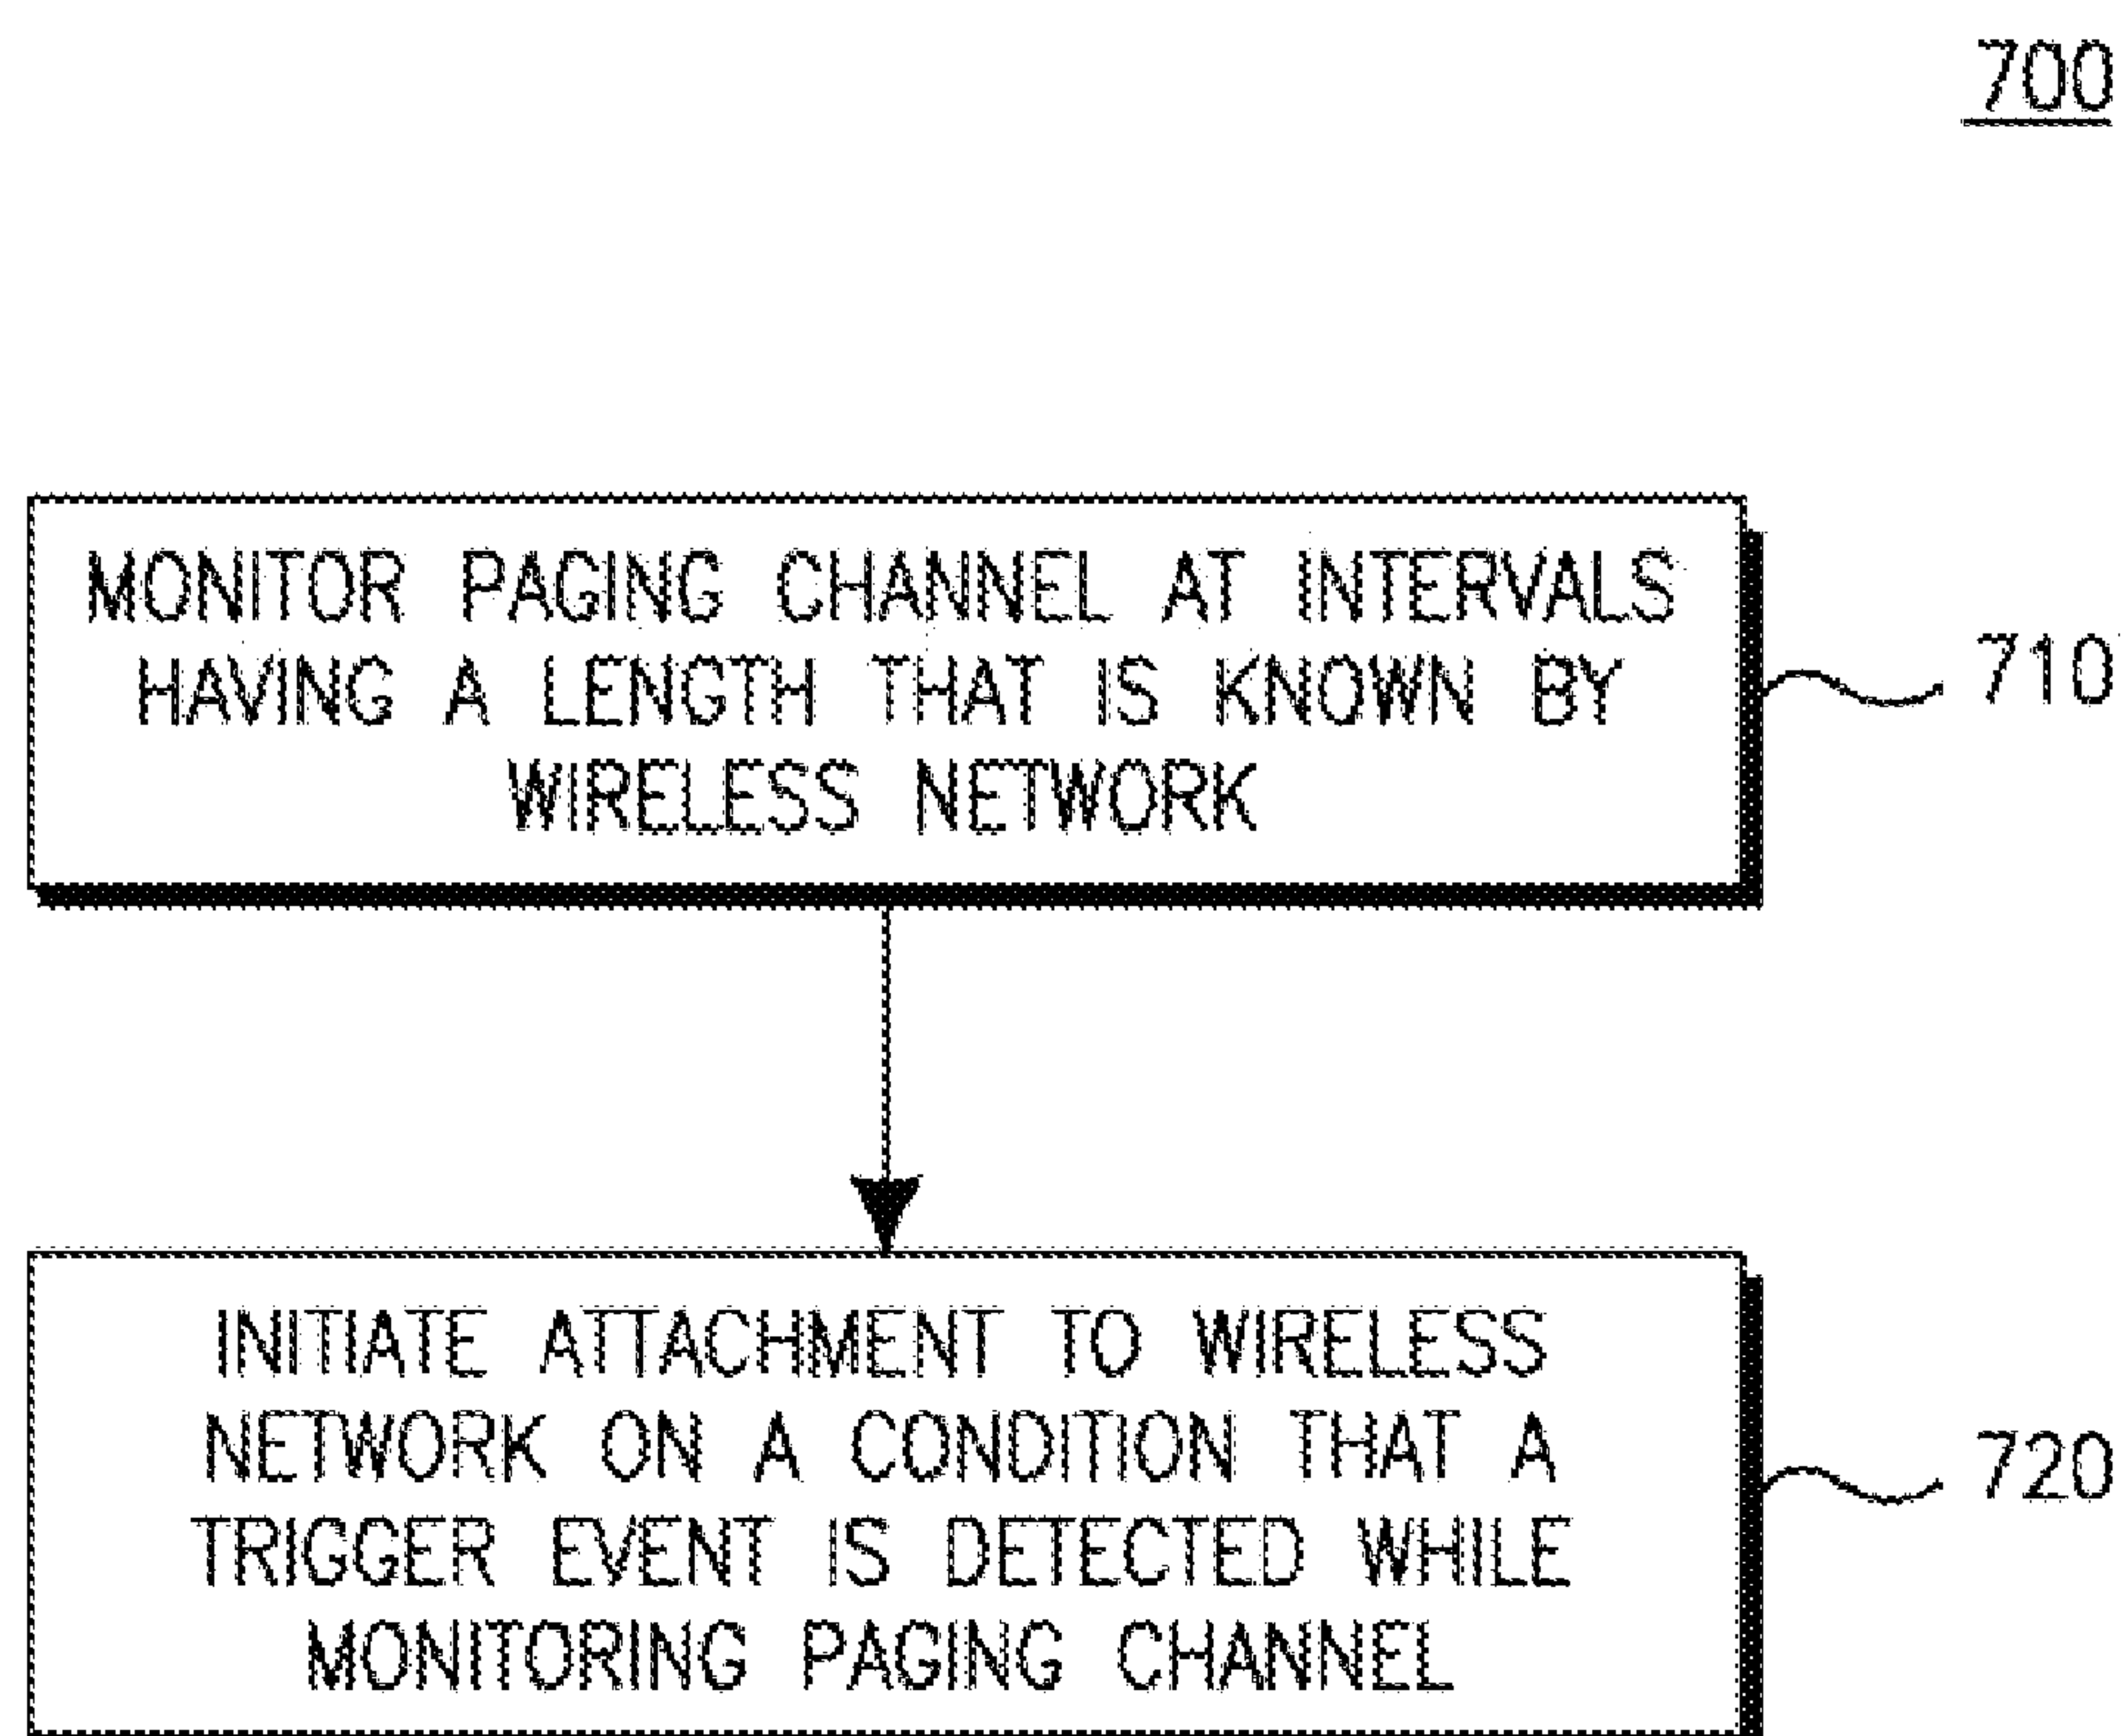 700
MONITOR PAGING CHANNEL AT INTERVALS
HAVING A LENGTH THAT IS KNOWN BY
WIRELESS NETWORK
710
INITIATE ATTACHMENT TO WIRELESS
NETWORK ON A CONDITION THAT A
TRIGGER EVENT IS DETECTED WHILE
MONITORING PAGING CHANNEL
720